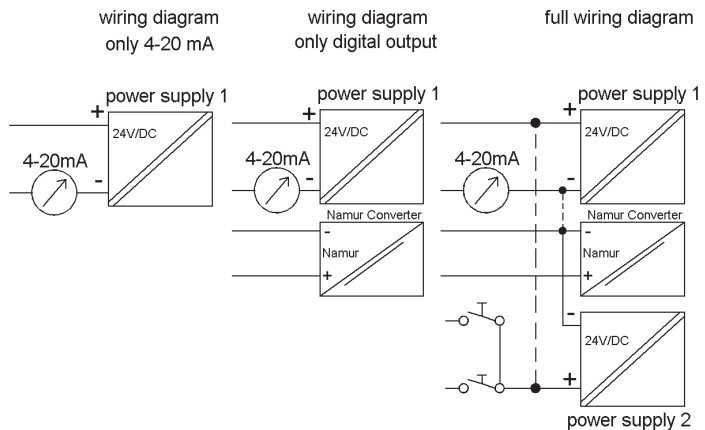 wiring diagram
only 4-20 mA
wiring diagram
only digital output
full wiring diagram
power supply 1
+
24V/DC
4-20mA
-
power supply 1
+
24V/DC
4-20mA
-
Namur Converter
-
Namur
+
power supply 1
+
24V/DC
4-20mA
-
Namur Converter
-
Namur
+
-
24V/DC
+
power supply 2